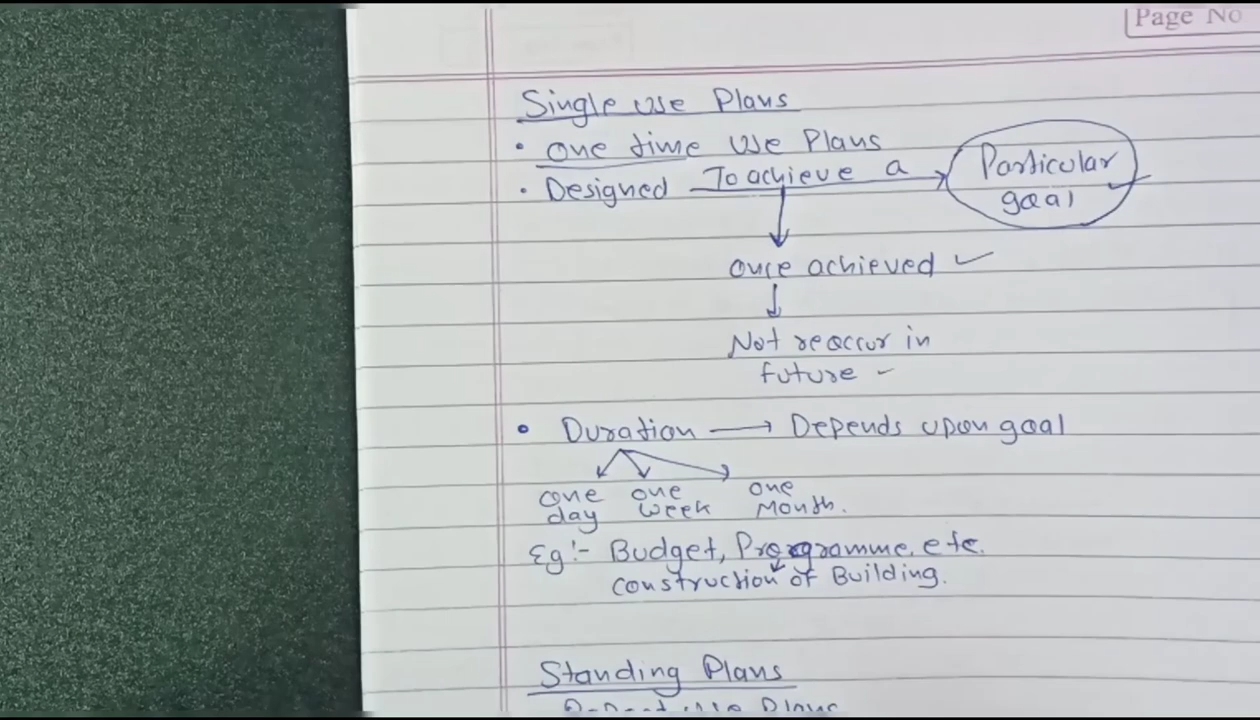 Page No
Single use Plans
• one time use Plans
• Designed To achieve a → Particular goal
↓
once achieved ✓
↓
Not reoccur in
future ✓
• Duration → Depends upon goal
one day one week one Month.
Eg:- Budget, Programme, etc.
construction of Building.
Standing Plans
Plans